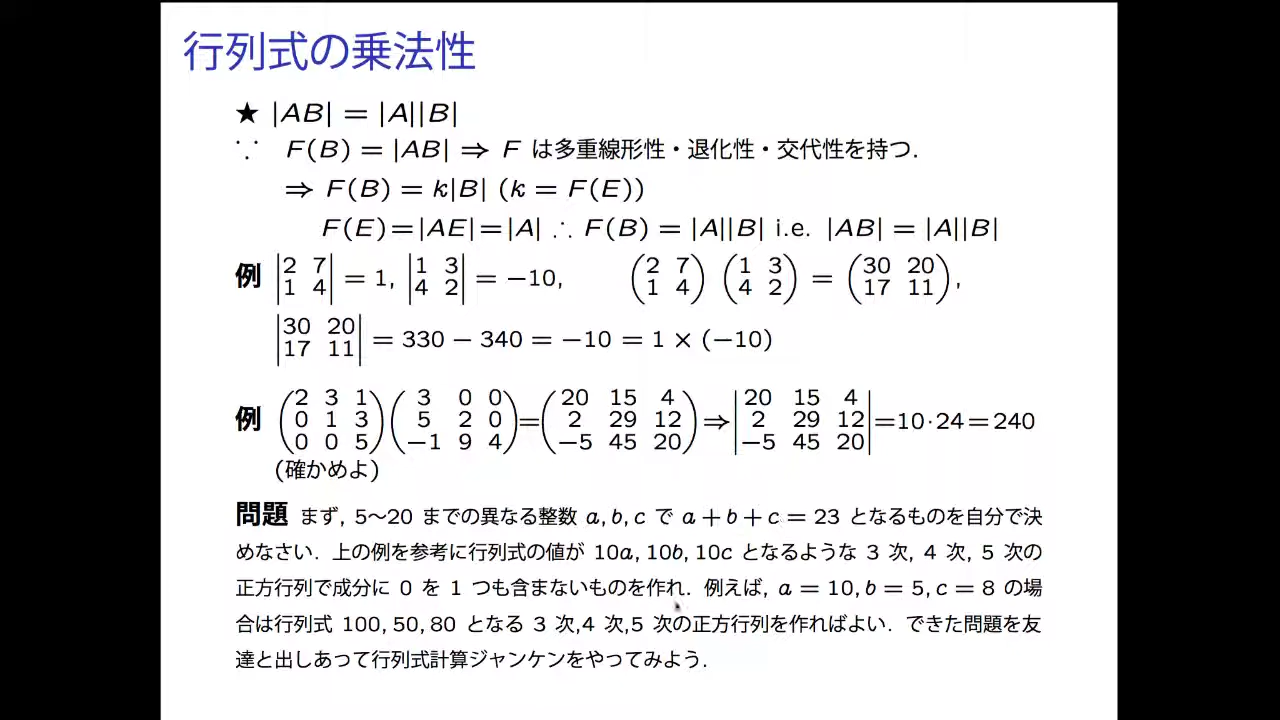 行列式の乗法性
★ |AB| = |A||B|
∵ F(B) = |AB| ⇒ F は多重線形性・退化性・交代性を持つ.
⇒ F(B) = k|B| (k = F(E))
F(E)=|AE|=|A| ∴ F(B) = |A||B| i.e. |AB| = |A||B|
例 |2 7; 1 4| = 1, |1 3; 4 2| = −10, (2 7; 1 4) (1 3; 4 2) = (30 20; 17 11),
|30 20; 17 11| = 330 − 340 = −10 = 1 × (−10)
例 (2 3 1; 0 1 3; 0 0 5)(3 0 0; 5 2 0; −1 9 4)=(20 15 4; 2 29 12; −5 45 20)⇒|20 15 4; 2 29 12; −5 45 20|=10·24=240
(確かめよ)
問題 まず, 5〜20 までの異なる整数 a, b, c で a + b + c = 23 となるものを自分で決
めなさい. 上の例を参考に行列式の値が 10a, 10b, 10c となるような 3 次, 4 次, 5 次の
正方行列で成分に 0 を 1 つも含まないものを作れ. 例えば, a = 10, b = 5, c = 8 の場
合は行列式 100, 50, 80 となる 3 次,4 次,5 次の正方行列を作ればよい. できた問題を友
達と出しあって行列式計算ジャンケンをやってみよう.